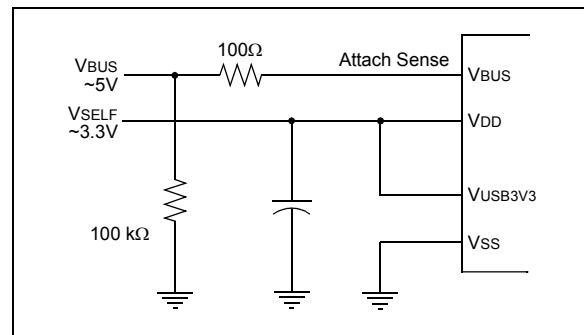 100Ω
Attach Sense
VBUS
~5V
VBUS
VSELF
~3.3V
VDD
VUSB3V3
100 kΩ
VSS